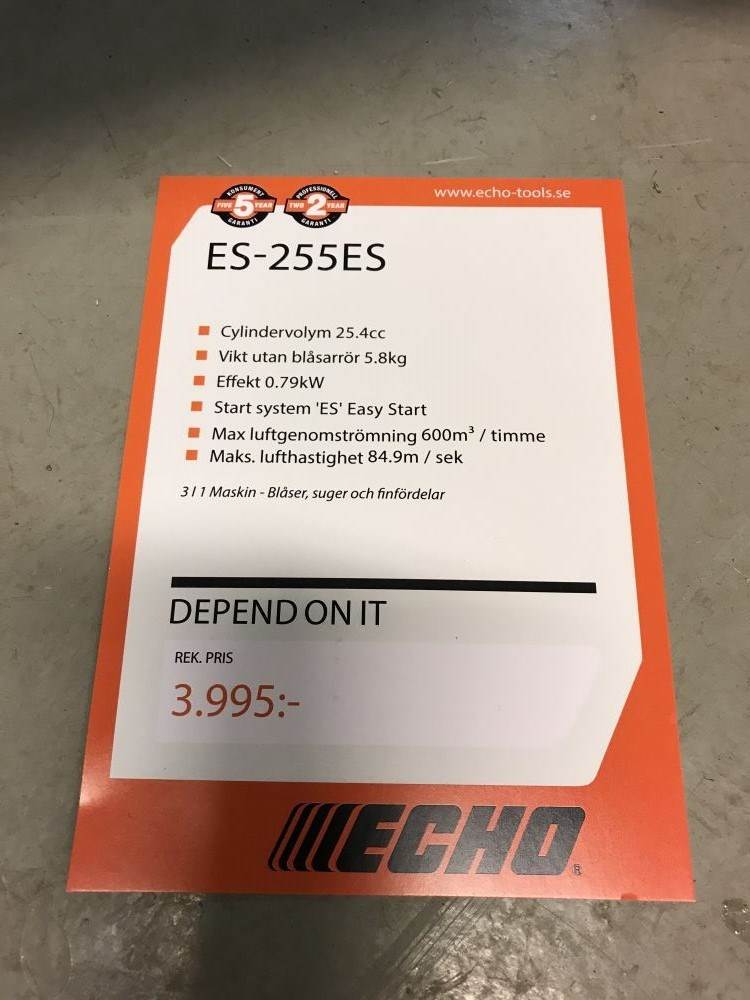 KONSUMENT
FIVE 5 YEAR
GARANTI
PROFESSIONELL
TWO 2 YEAR
GARANTI
www.echo-tools.se
ES-255ES
Cylindervolym 25.4cc
Vikt utan blåsarrör 5.8kg
Effekt 0.79kW
Start system 'ES' Easy Start
Max luftgenomströmning 600m³ / timme
Maks. lufthastighet 84.9m / sek
3 I 1 Maskin - Blåser, suger och finfördelar
DEPEND ON IT
REK. PRIS
3.995:-
ECHO®